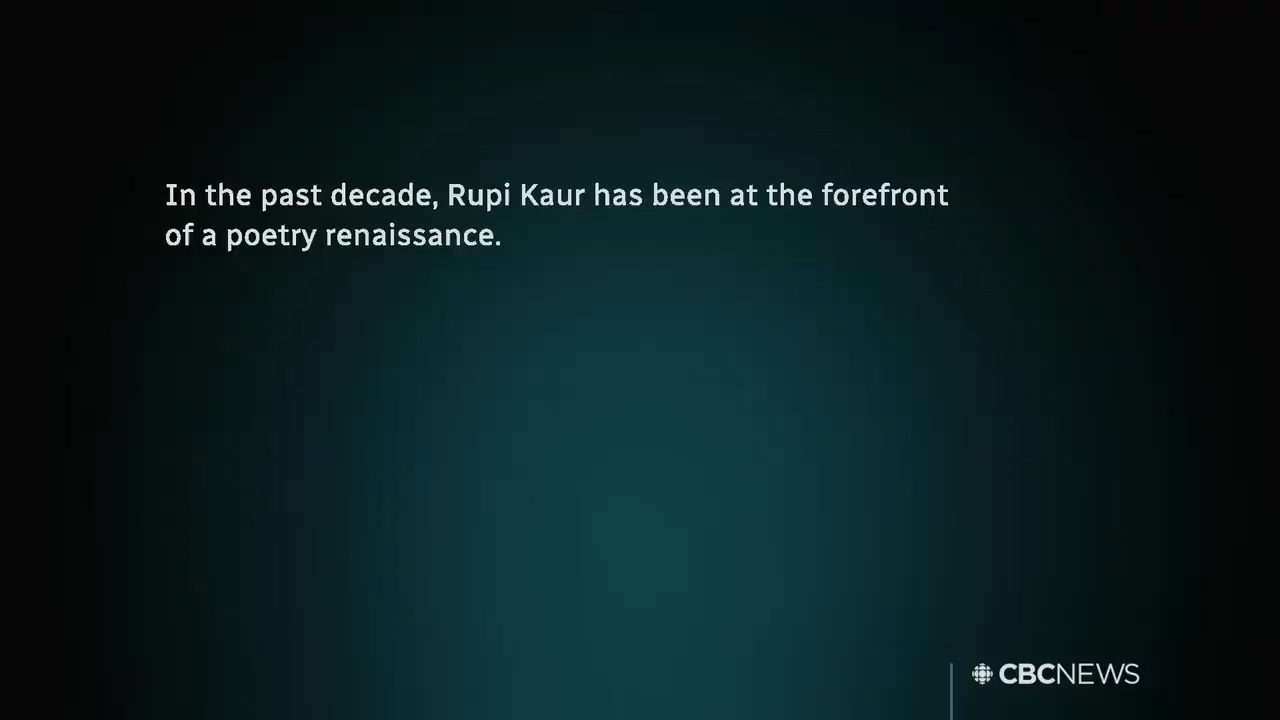 In the past decade, Rupi Kaur has been at the forefront
of a poetry renaissance.
CBCNEWS